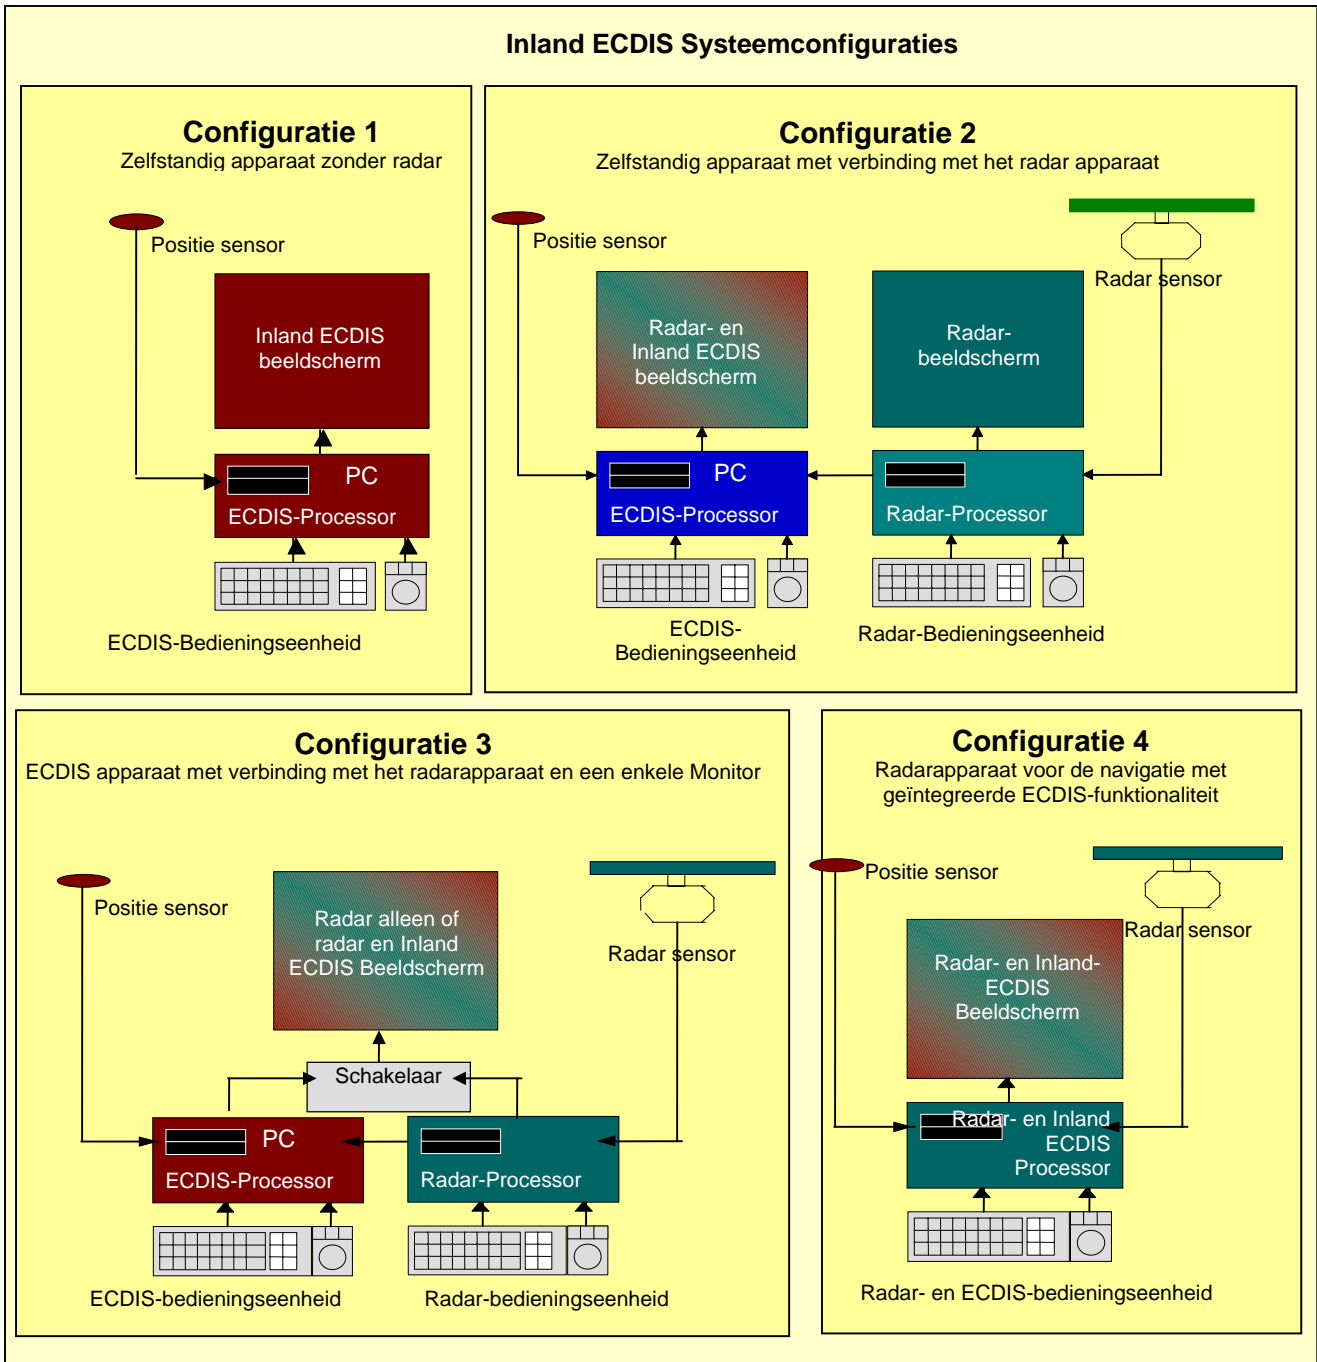 Inland ECDIS Systeemconfiguraties
Configuratie 1
Zelfstandig apparaat zonder radar
Positie sensor
Inland ECDIS
beeldscherm
PC
ECDIS-Processor
ECDIS-Bedieningseenheid
Configuratie 2
Zelfstandig apparaat met verbinding met het radar apparaat
Positie sensor
Radar sensor
Radar- en
Inland ECDIS
beeldscherm
Radar-
beeldscherm
PC
ECDIS-Processor
Radar-Processor
ECDIS-
Bedieningseenheid
Radar-Bedieningseenheid
Configuratie 3
ECDIS apparaat met verbinding met het radarapparaat en een enkele Monitor
Positie sensor
Radar alleen of
radar en Inland
ECDIS Beeldscherm
Radar sensor
Schakelaar
PC
ECDIS-Processor
Radar-Processor
ECDIS-bedieningseenheid
Radar-bedieningseenheid
Configuratie 4
Radarapparaat voor de navigatie met
geïntegreerde ECDIS-funktionaliteit
Positie sensor
Radar sensor
Radar- en Inland-
ECDIS
Beeldscherm
Radar- en Inland
ECDIS
Processor
Radar- en ECDIS-bedieningseenheid